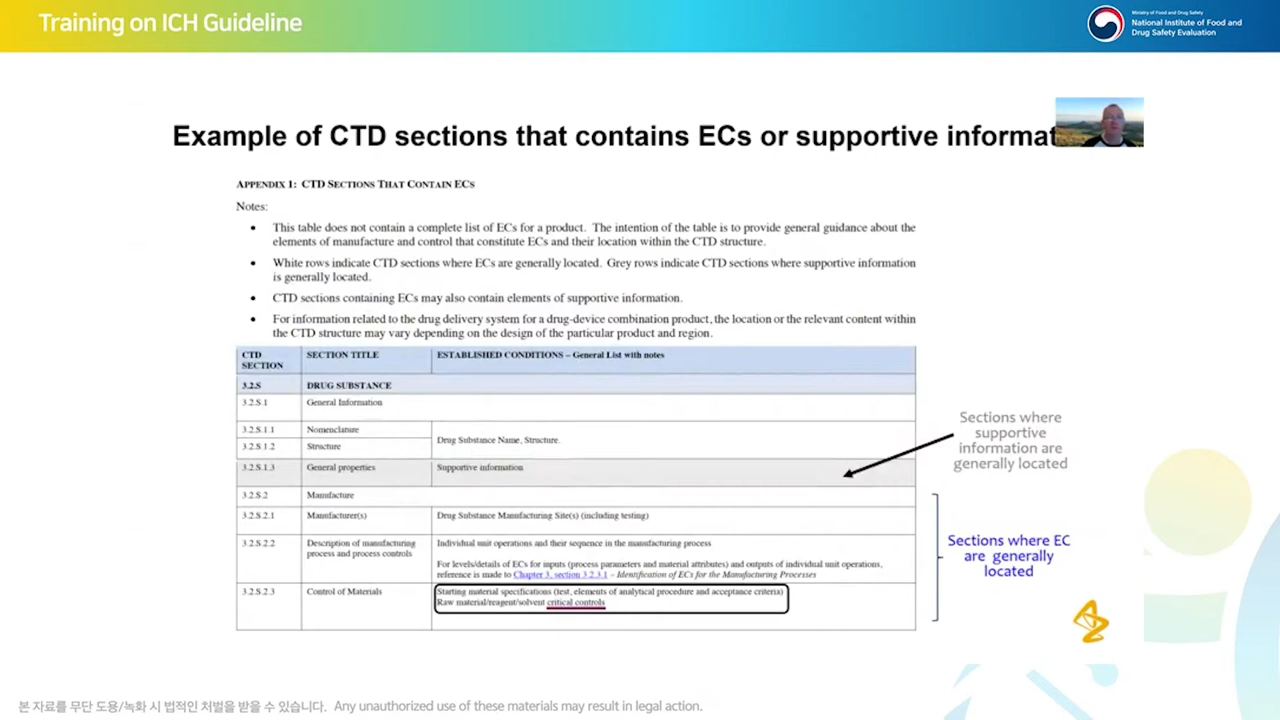 Training on ICH Guideline
Ministry of Food and Drug Safety
National Institute of Food and
Drug Safety Evaluation
Example of CTD sections that contains ECs or supportive informat
APPENDIX 1: CTD SECTIONS THAT CONTAIN ECS
Notes:
• This table does not contain a complete list of ECs for a product. The intention of the table is to provide general guidance about the
elements of manufacture and control that constitute ECs and their location within the CTD structure.
• White rows indicate CTD sections where ECs are generally located. Grey rows indicate CTD sections where supportive information
is generally located.
• CTD sections containing ECs may also contain elements of supportive information.
• For information related to the drug delivery system for a drug-device combination product, the location or the relevant content within
the CTD structure may vary depending on the design of the particular product and region.
CTD SECTION TITLE ESTABLISHED CONDITIONS – General List with notes
SECTION
3.2.S DRUG SUBSTANCE
3.2.S.1 General Information
3.2.S.1.1 Nomenclature
Drug Substance Name, Structure.
3.2.S.1.2 Structure
3.2.S.1.3 General properties Supportive information
3.2.S.2 Manufacture
3.2.S.2.1 Manufacturer(s) Drug Substance Manufacturing Site(s) (including testing)
3.2.S.2.2 Description of manufacturing Individual unit operations and their sequence in the manufacturing process
process and process controls
For levels/details of ECs for inputs (process parameters and material attributes) and outputs of individual unit operations,
reference is made to Chapter 3, section 3.2.3.1 – Identification of ECs for the Manufacturing Processes
3.2.S.2.3 Control of Materials Starting material specifications (test, elements of analytical procedure and acceptance criteria)
Raw material/reagent/solvent critical controls
Sections where
supportive
information are
generally located
Sections where EC
are generally
located
본 자료를 무단 도용/녹화 시 법적인 처벌을 받을 수 있습니다. Any unauthorized use of these materials may result in legal action.